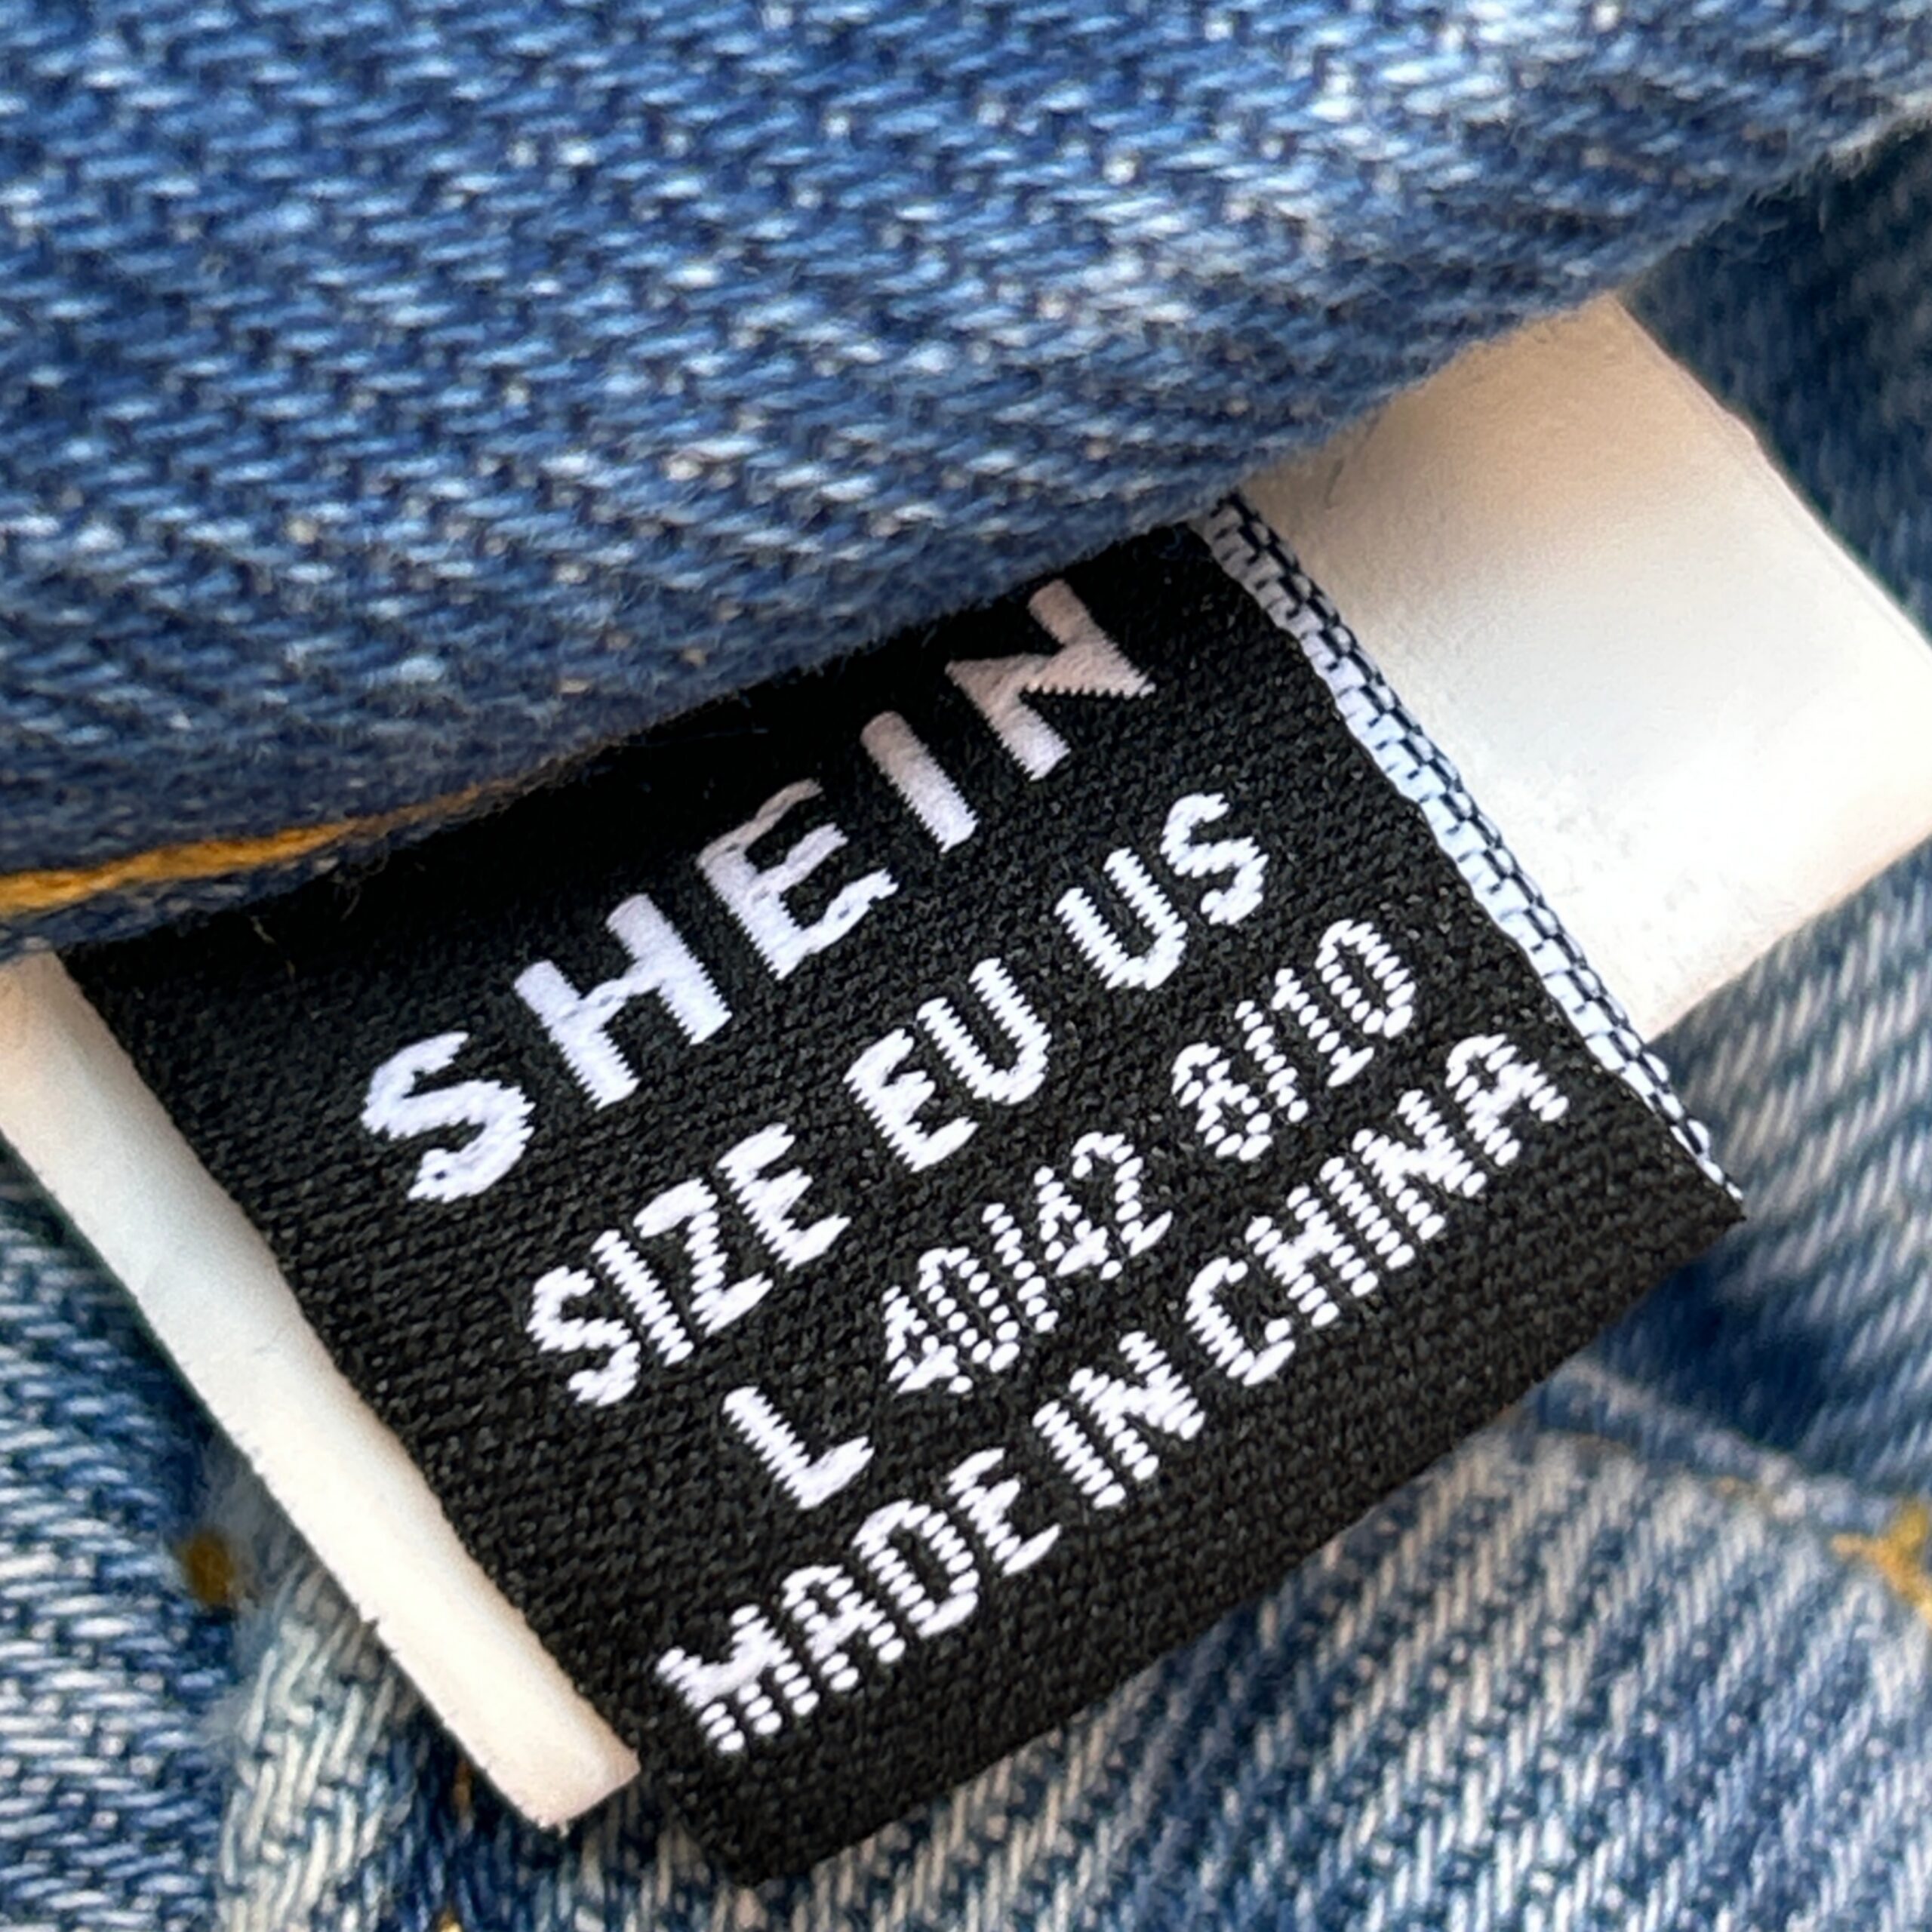 SHEIN
SIZE EU US
L 40/42 8/10
MADE IN CHINA